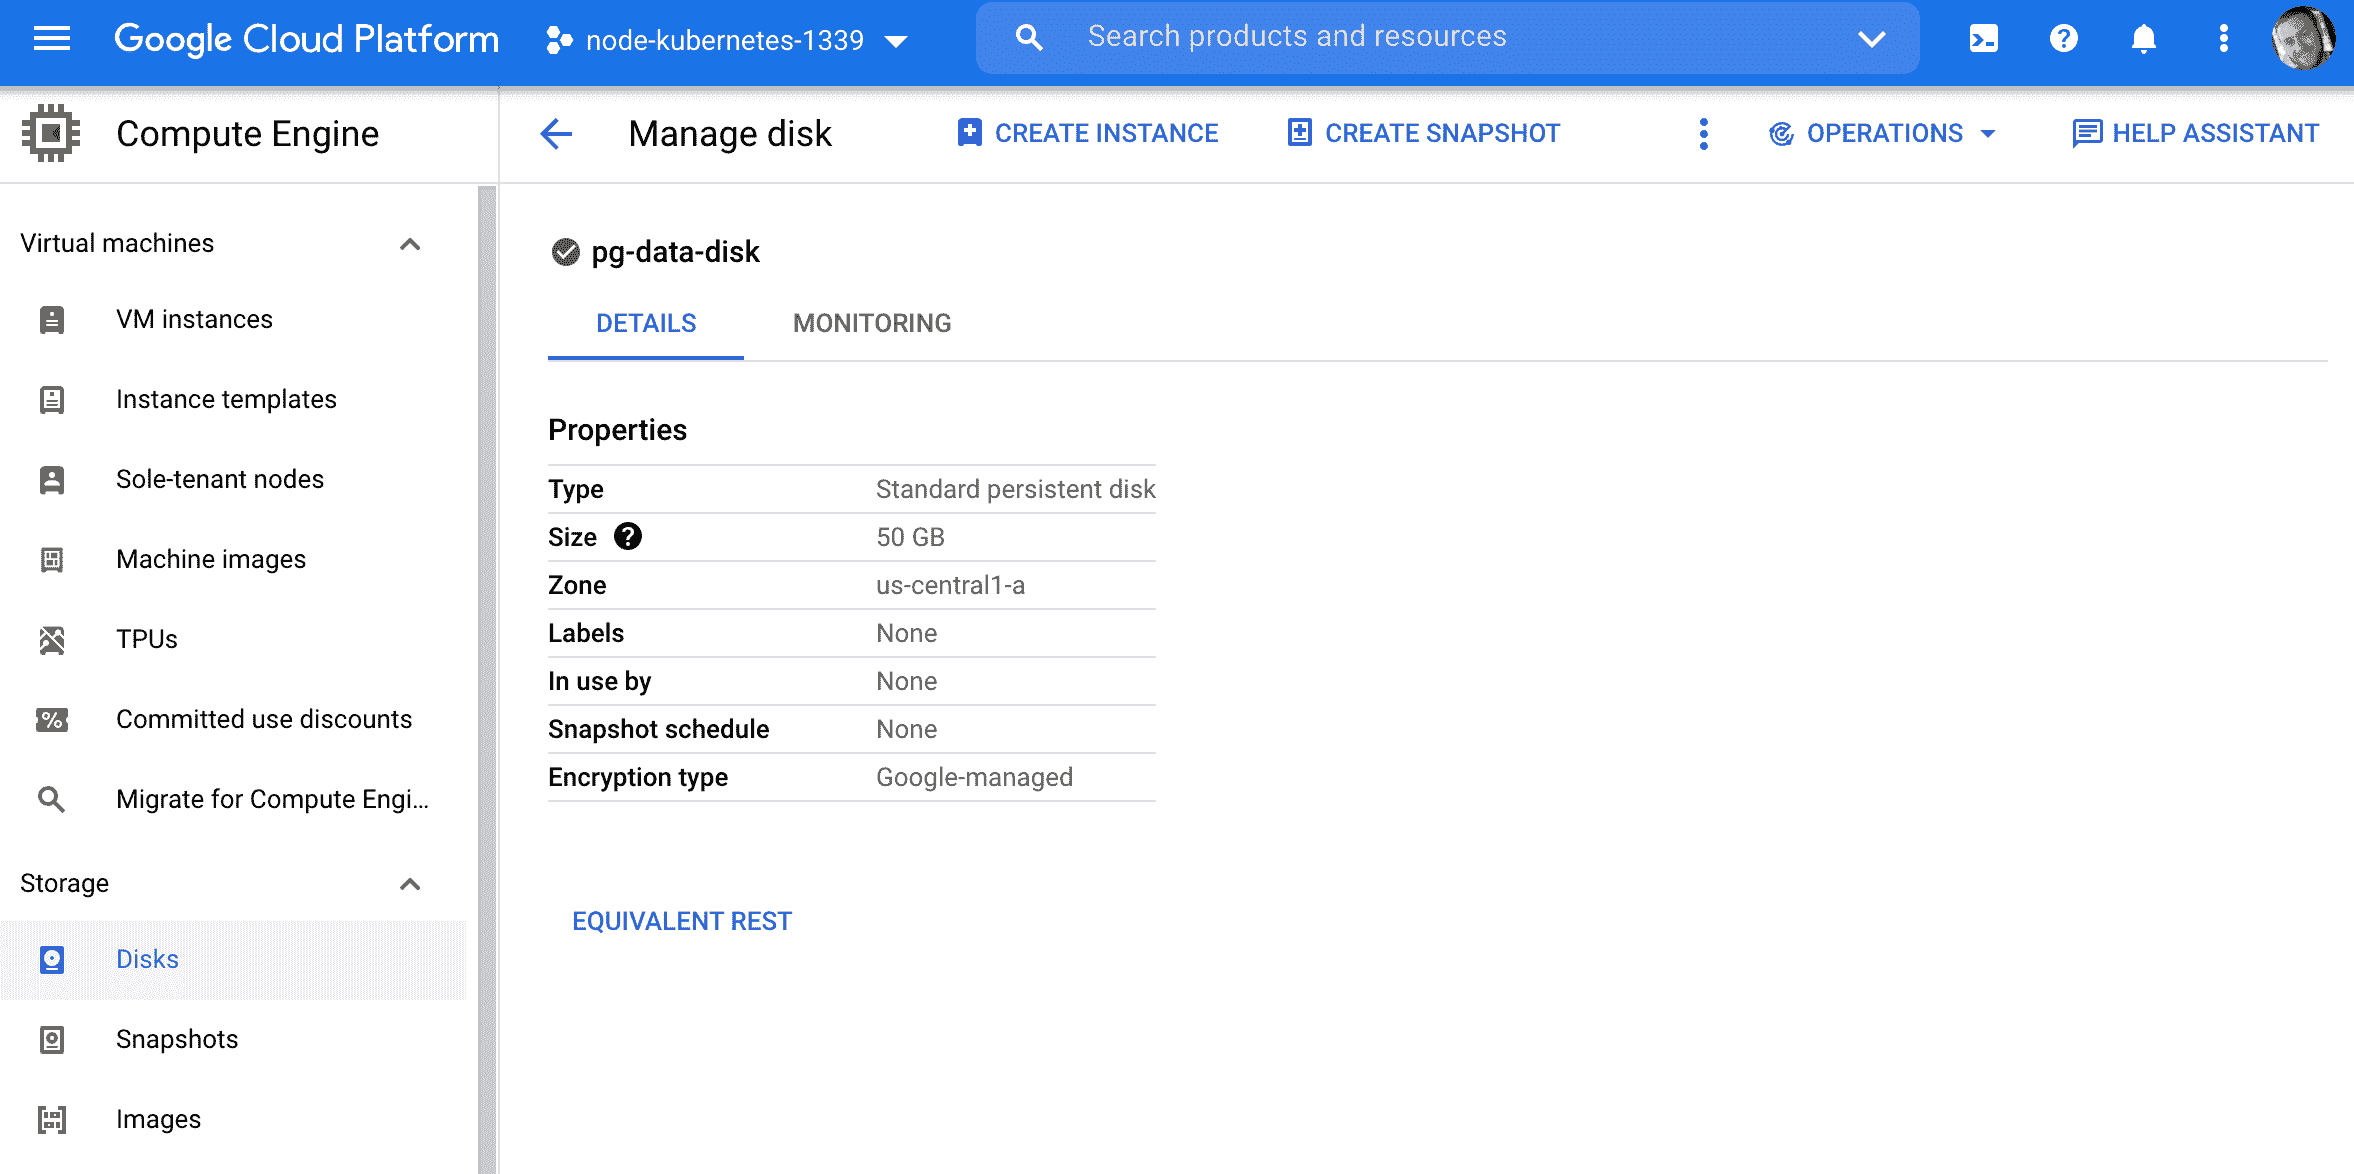 Google Cloud Platform node-kubernetes-1339 Search products and resources
Compute Engine
Manage disk CREATE INSTANCE CREATE SNAPSHOT OPERATIONS HELP ASSISTANT
Virtual machines
VM instances
Instance templates
Sole-tenant nodes
Machine images
TPUs
Committed use discounts
Migrate for Compute Engi...
Storage
Disks
Snapshots
Images
pg-data-disk
DETAILS MONITORING
Properties
Type Standard persistent disk
Size 50 GB
Zone us-central1-a
Labels None
In use by None
Snapshot schedule None
Encryption type Google-managed
EQUIVALENT REST